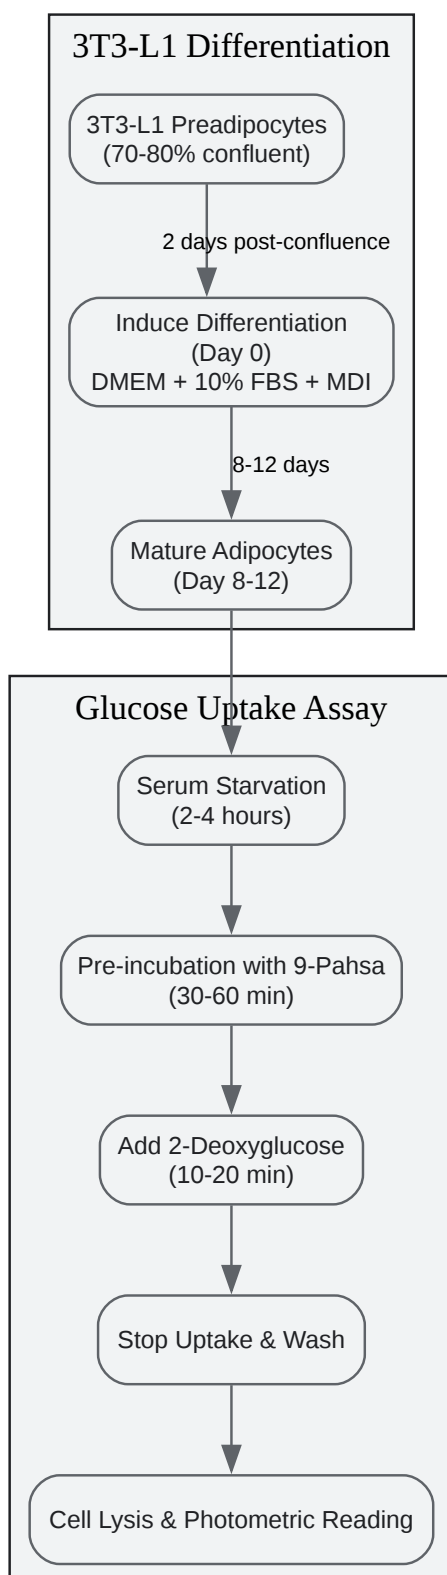 3T3-L1 Differentiation
3T3-L1 Preadipocytes
(70-80% confluent)
2 days post-confluence
Induce Differentiation
(Day 0)
DMEM + 10% FBS + MDI
8-12 days
Mature Adipocytes
(Day 8-12)
Glucose Uptake Assay
Serum Starvation
(2-4 hours)
Pre-incubation with 9-Pahsa
(30-60 min)
Add 2-Deoxyglucose
(10-20 min)
Stop Uptake & Wash
Cell Lysis & Photometric Reading